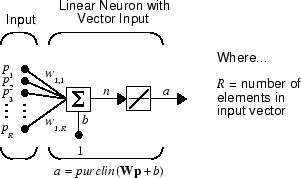 Input
Linear Neuron with
Vector Input
p1
p2
p3
pR
w1,1
w1,R
Σ
n
a
b
1
a = purelin(Wp + b)
Where...
R = number of
elements in
input vector